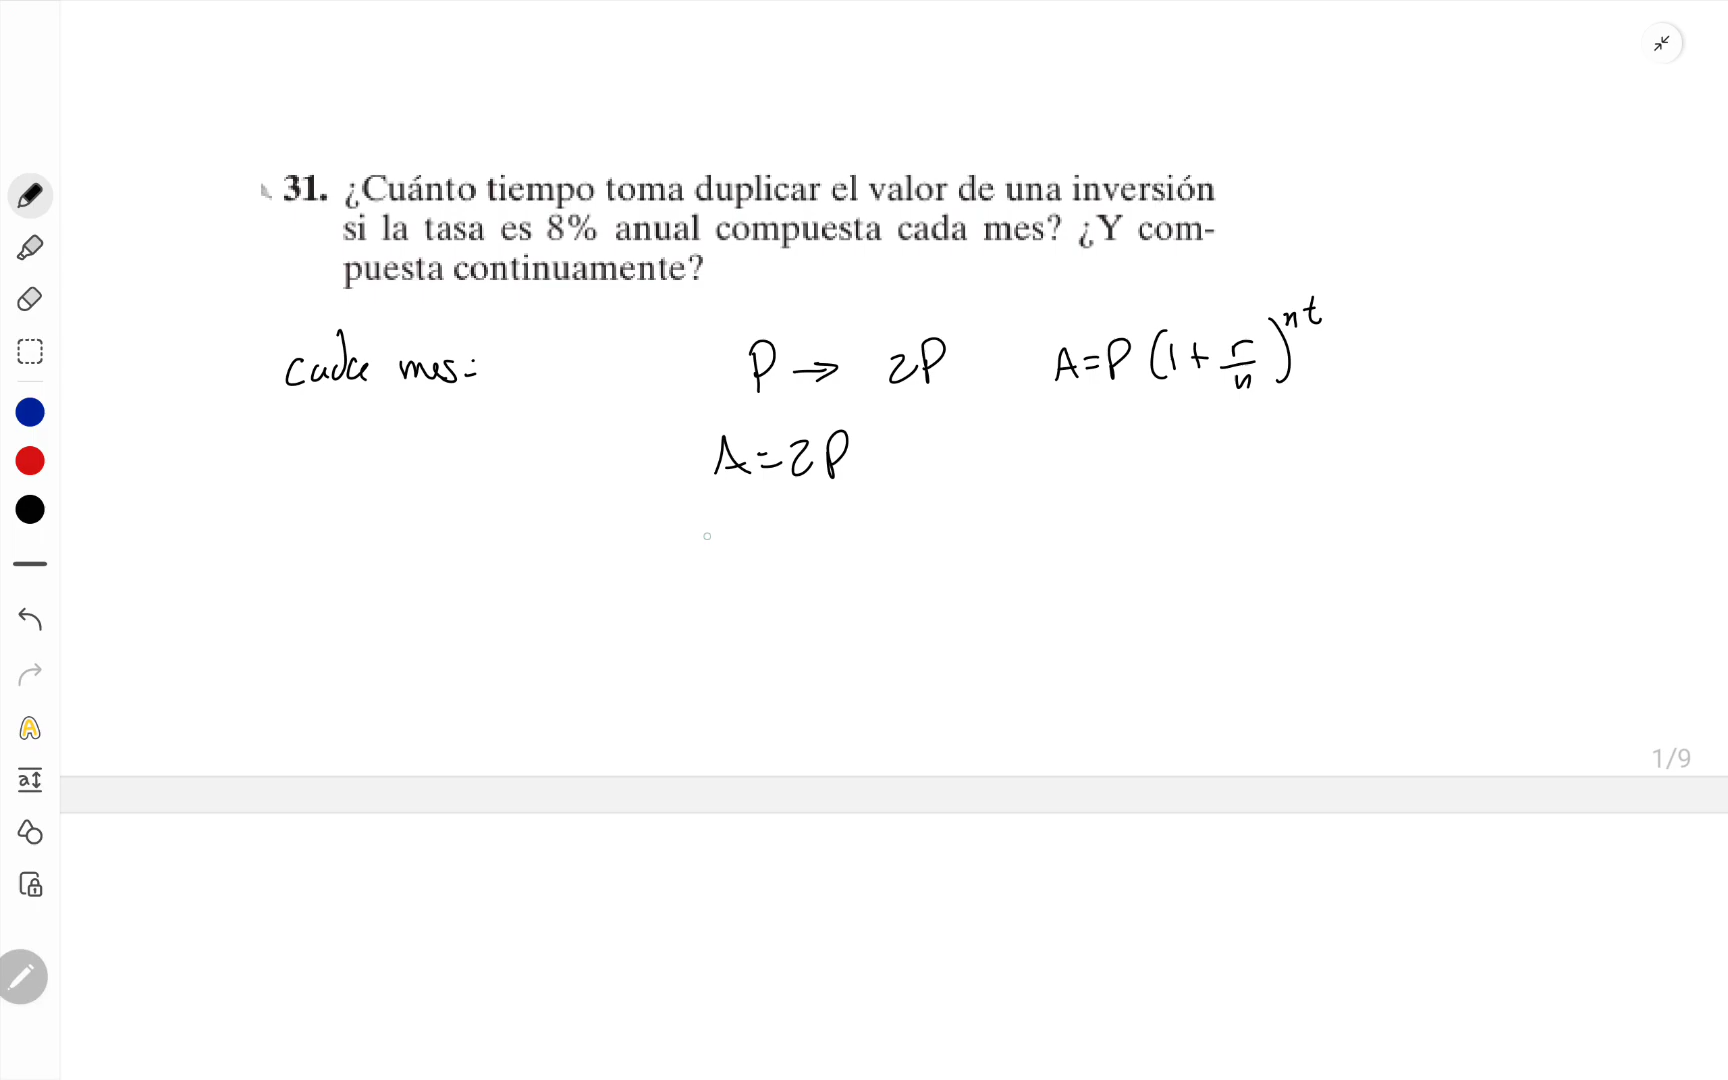 31. ¿Cuánto tiempo toma duplicar el valor de una inversión
si la tasa es 8% anual compuesta cada mes? ¿Y com-
puesta continuamente?
cada mes: P → 2P A=P(1+r/n)^nt
A=2P
1/9